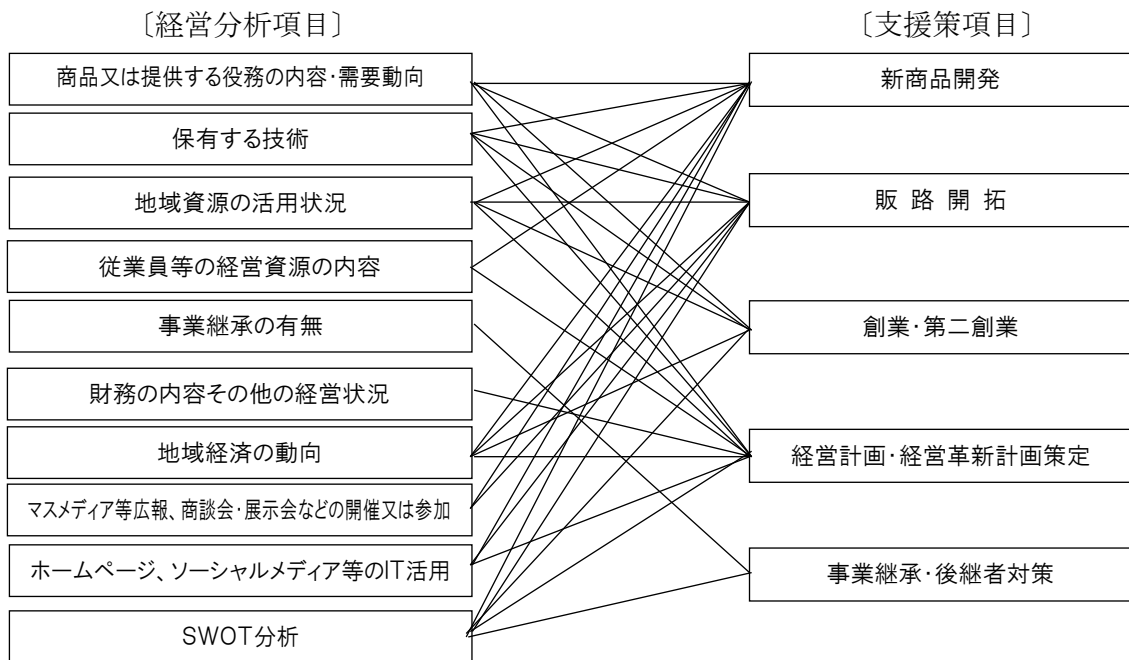 〔経営分析項目〕
〔支援策項目〕
商品又は提供する役務の内容・需要動向
保有する技術
地域資源の活用状況
従業員等の経営資源の内容
事業継承の有無
財務の内容その他の経営状況
地域経済の動向
マスメディア等広報、商談会・展示会などの開催又は参加
ホームページ、ソーシャルメディア等のIT活用
SWOT分析
新商品開発
販 路 開 拓
創業・第二創業
経営計画・経営革新計画策定
事業継承・後継者対策